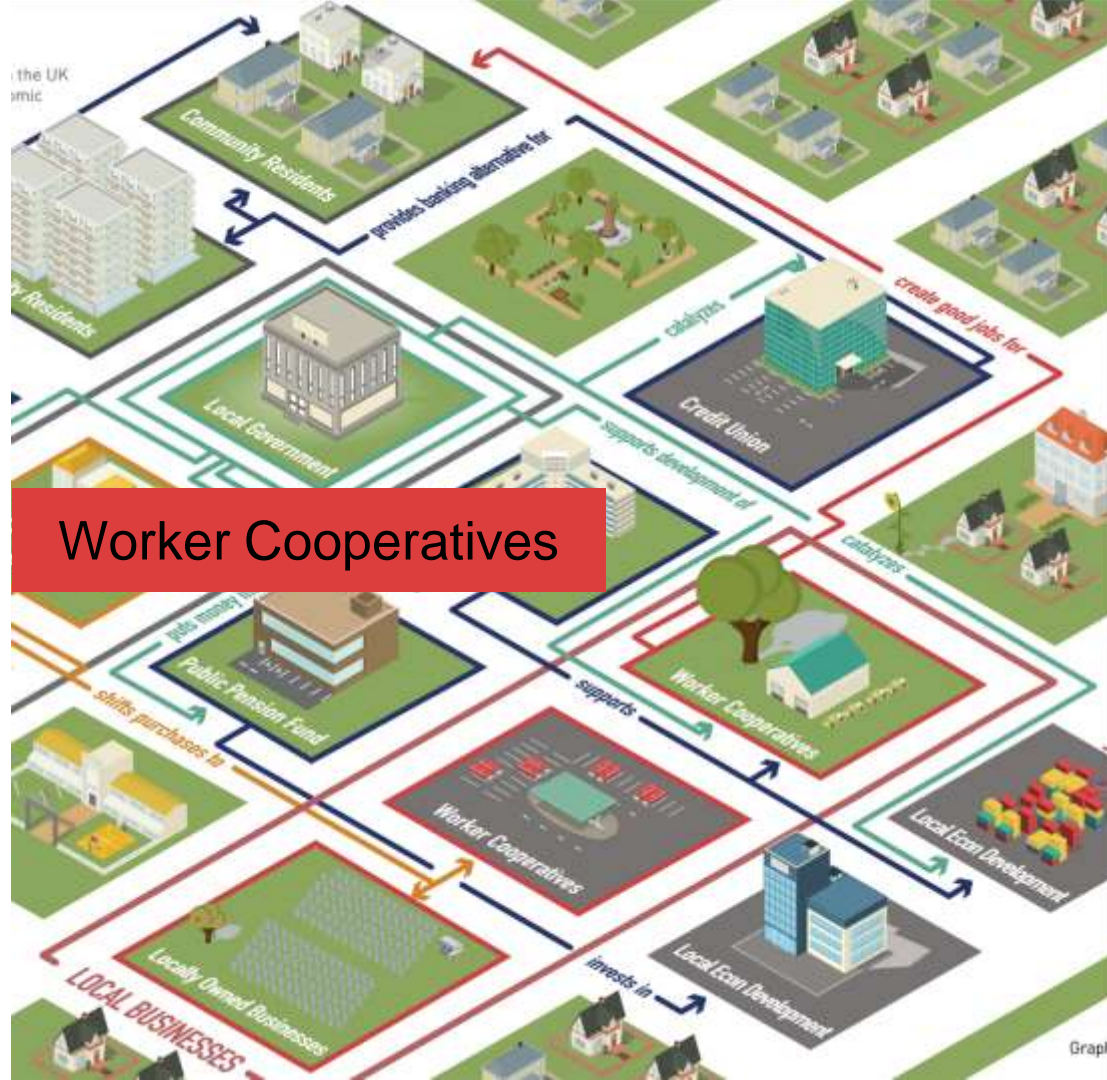 the UK
omic
Community Residents
provides banking alternative for
ty Residents
create good jobs for
catalyzes
Local Government
Credit Union
supports development of
Worker Cooperatives
catalyzes
puts money
Public Pension Fund
Worker Cooperatives
supports
shifts purchases to
Worker Cooperatives
Local Econ Development
Locally Owned Businesses
Local Econ Development
invests in
LOCAL BUSINESSES
Grap